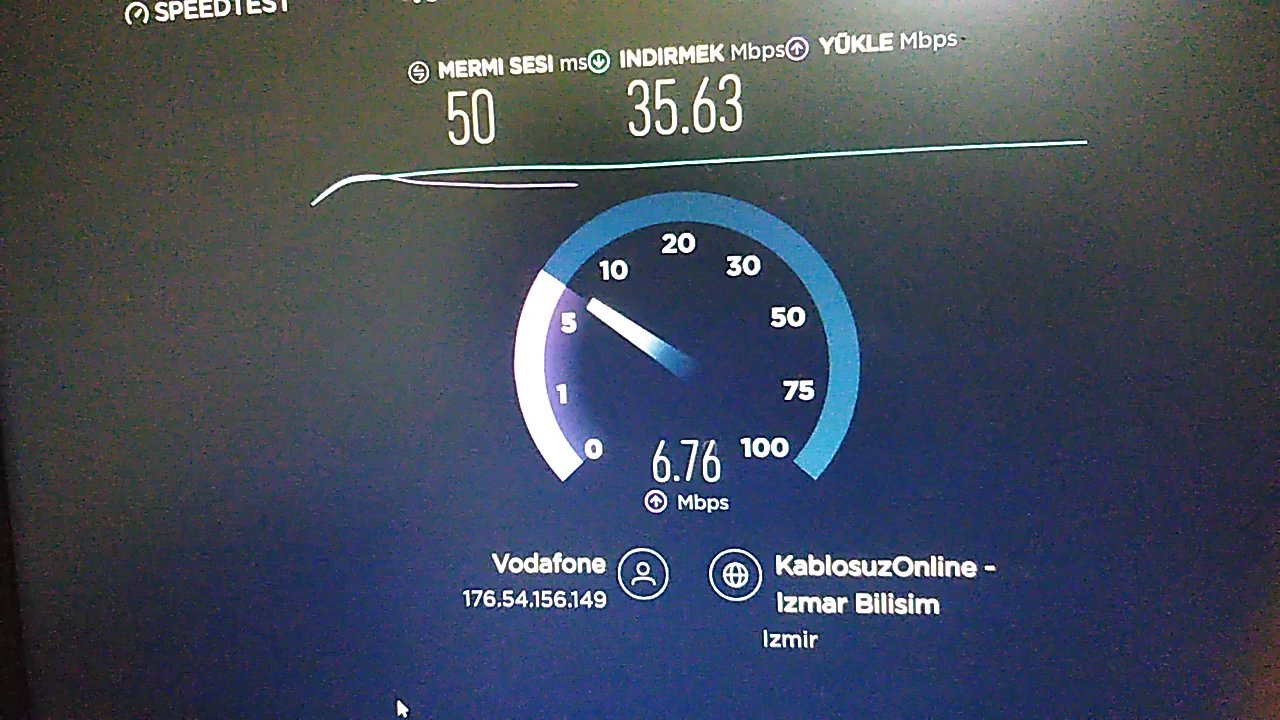 SPEEDTEST
MERMI SESI ms INDIRMEK Mbps YÜKLE Mbps
50 35.63
20
10 30
5 50
1 75
0 100
6.76
Mbps
Vodafone
176.54.156.149
KablosuzOnline -
Izmar Bilisim
Izmir